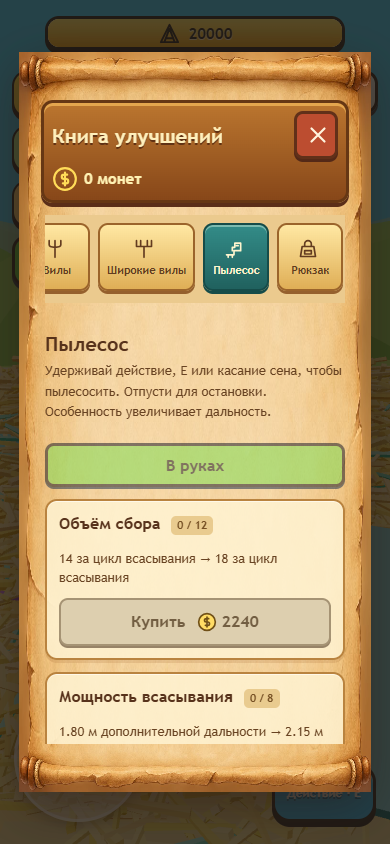 20000
Книга улучшений
0 монет
Вилы
Широкие вилы
Пылесос
Рюкзак
Пылесос
Удерживай действие, E или касание сена, чтобы
пылесосить. Отпусти для остановки.
Особенность увеличивает дальность.
В руках
Объём сбора 0 / 12
14 за цикл всасывания → 18 за цикл
всасывания
Купить $ 2240
Мощность всасывания 0 / 8
1.80 м дополнительной дальности → 2.15 м
Действие · E